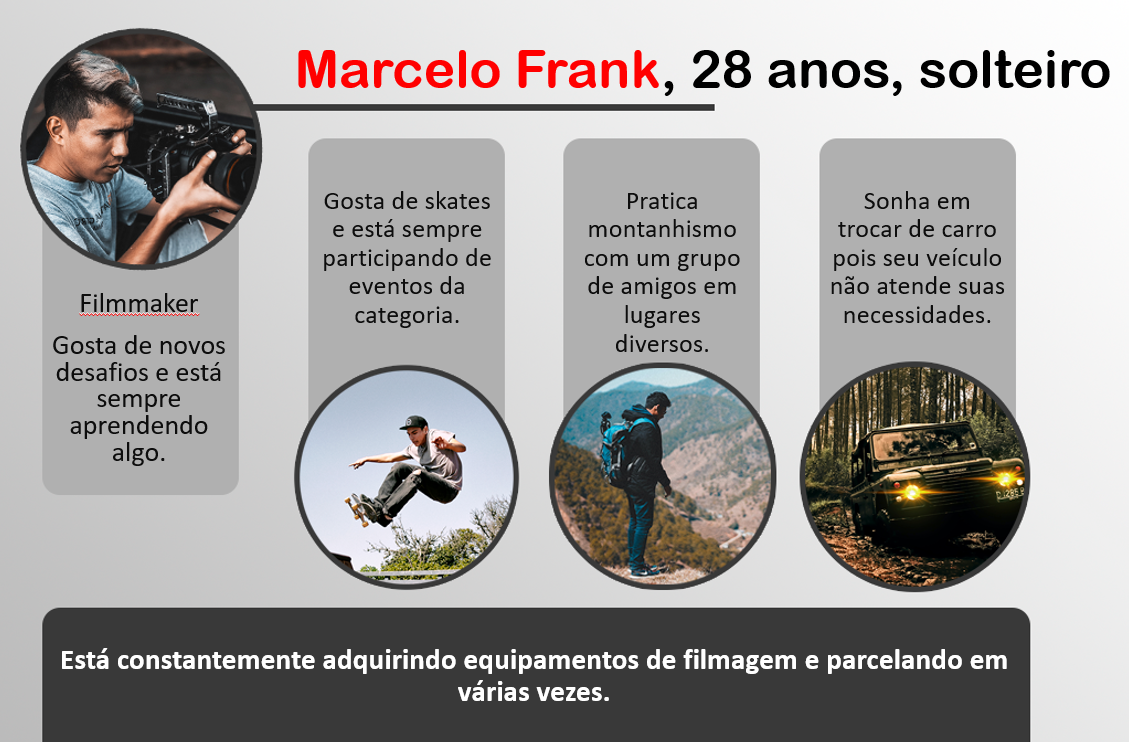 Marcelo Frank, 28 anos, solteiro
Filmmaker
Gosta de novos
desafios e está
sempre
aprendendo
algo.
Gosta de skates
e está sempre
participando de
eventos da
categoria.
Pratica
montanhismo
com um grupo
de amigos em
lugares
diversos.
Sonha em
trocar de carro
pois seu veículo
não atende suas
necessidades.
Está constantemente adquirindo equipamentos de filmagem e parcelando em
várias vezes.